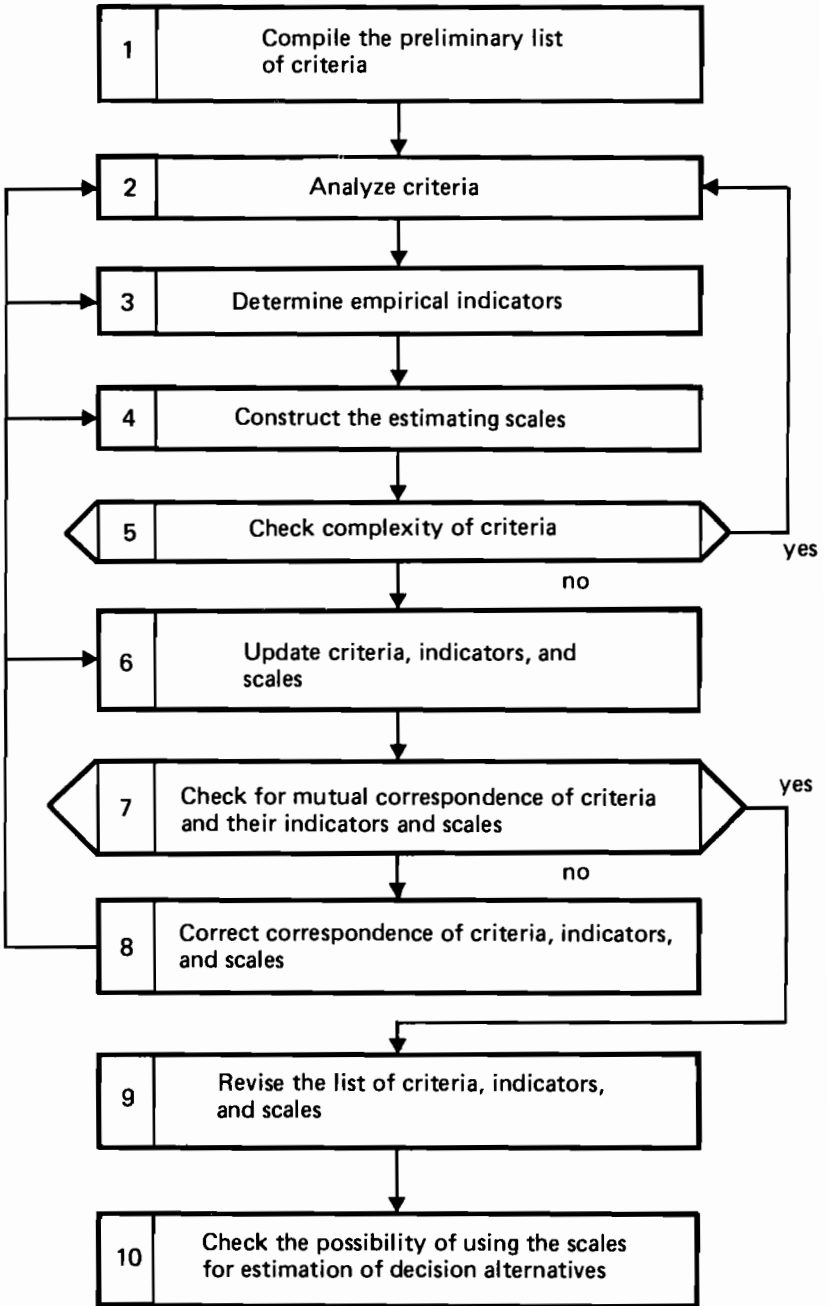 1
Compile the preliminary list
of criteria
2
Analyze criteria
3
Determine empirical indicators
4
Construct the estimating scales
5
Check complexity of criteria
yes
no
6
Update criteria, indicators, and
scales
yes
7
Check for mutual correspondence of criteria
and their indicators and scales
no
8
Correct correspondence of criteria, indicators,
and scales
9
Revise the list of criteria, indicators,
and scales
10
Check the possibility of using the scales
for estimation of decision alternatives